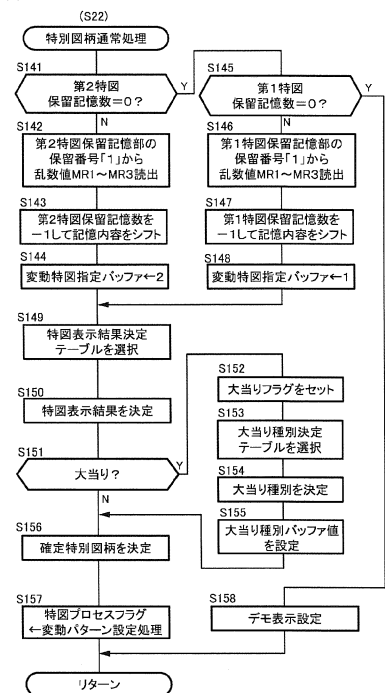 (S22)
特別図柄通常処理
S141
第2特図
保留記憶数=0?
Y
N
S142
第2特図保留記憶部の
保留番号「1」から
乱数値MR1～MR3読出
S143
第2特図保留記憶数を
−1して記憶内容をシフト
S144
変動特図指定バッファ←2
S145
第1特図
保留記憶数=0?
Y
N
S146
第1特図保留記憶部の
保留番号「1」から
乱数値MR1～MR3読出
S147
第1特図保留記憶数を
−1して記憶内容をシフト
S148
変動特図指定バッファ←1
S149
特図表示結果決定
テーブルを選択
S150
特図表示結果を決定
S151
大当り?
Y
N
S152
大当りフラグをセット
S153
大当り種別決定
テーブルを選択
S154
大当り種別を決定
S155
大当り種別バッファ値
を設定
S156
確定特別図柄を決定
S157
特図プロセスフラグ
←変動パターン設定処理
S158
デモ表示設定
リターン